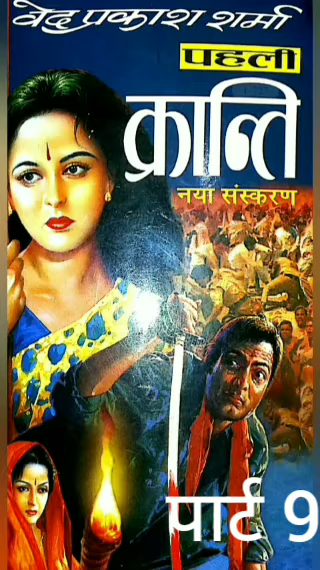 वेद प्रकाश शर्मा
पहली
क्रान्ति
नया संस्करण
पार्ट 9